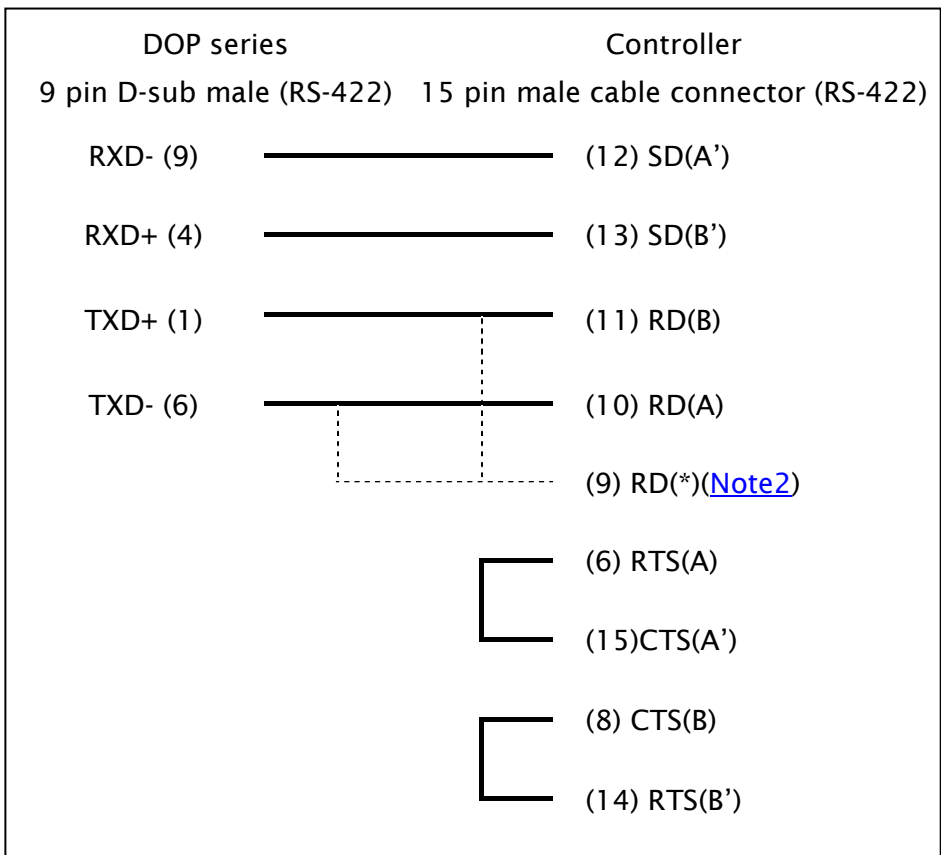 DOP series Controller
9 pin D-sub male (RS-422) 15 pin male cable connector (RS-422)
RXD- (9) (12) SD(A’)
RXD+ (4) (13) SD(B’)
TXD+ (1) (11) RD(B)
TXD- (6) (10) RD(A)
(9) RD(*)(Note2)
(6) RTS(A)
(15)CTS(A’)
(8) CTS(B)
(14) RTS(B’)